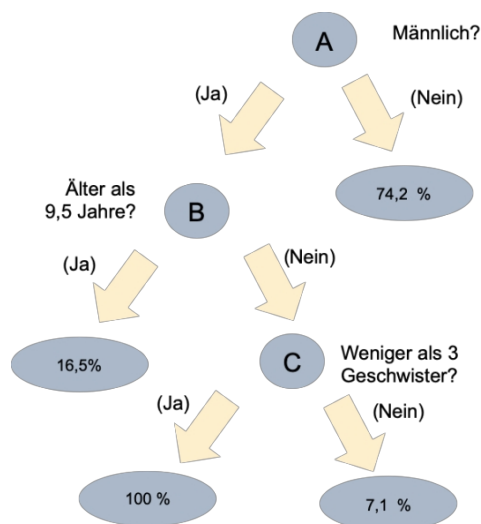 A
Männlich?
(Ja)
(Nein)
Älter als
9,5 Jahre?
B
74,2 %
(Ja)
(Nein)
16,5%
C
Weniger als 3
Geschwister?
(Ja)
(Nein)
100 %
7,1 %